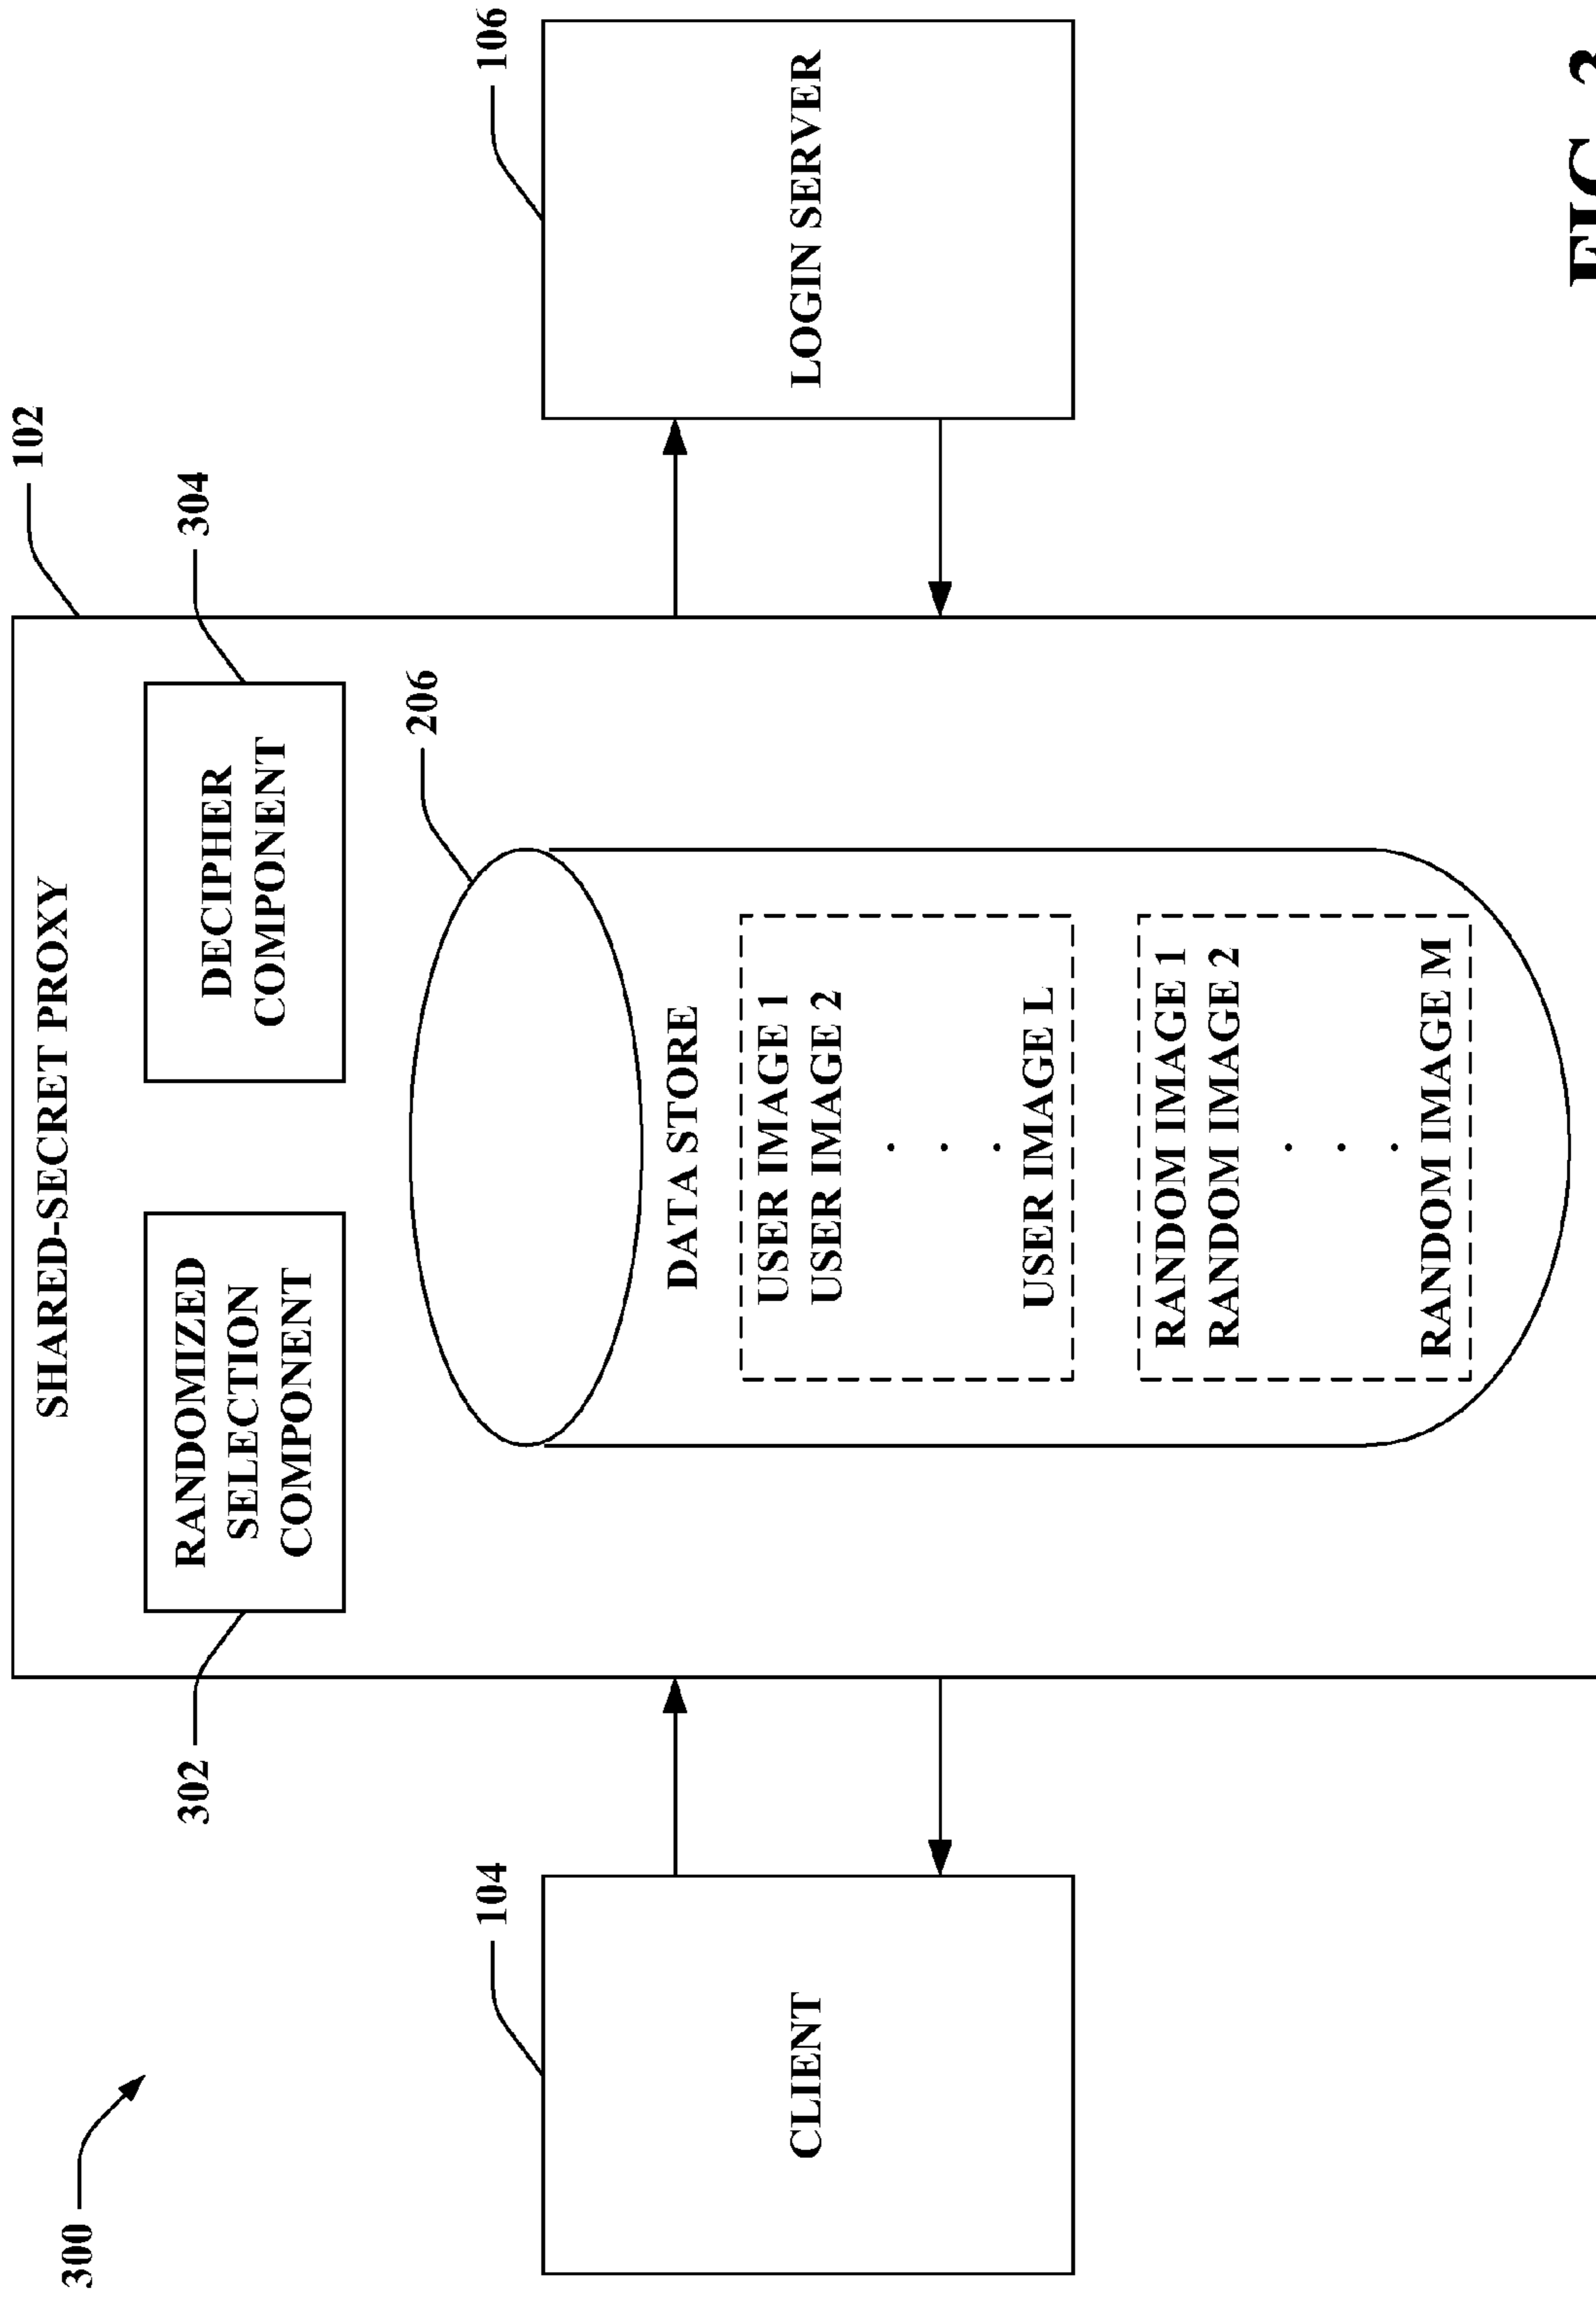 300
SHARED-SECRET PROXY
102
302
RANDOMIZED
SELECTION
COMPONENT
DECIPHER
COMPONENT
304
206
104
CLIENT
DATA STORE
USER IMAGE 1
USER IMAGE 2
.
.
.
USER IMAGE L
RANDOM IMAGE 1
RANDOM IMAGE 2
.
.
.
RANDOM IMAGE M
106
LOGIN SERVER
FIG